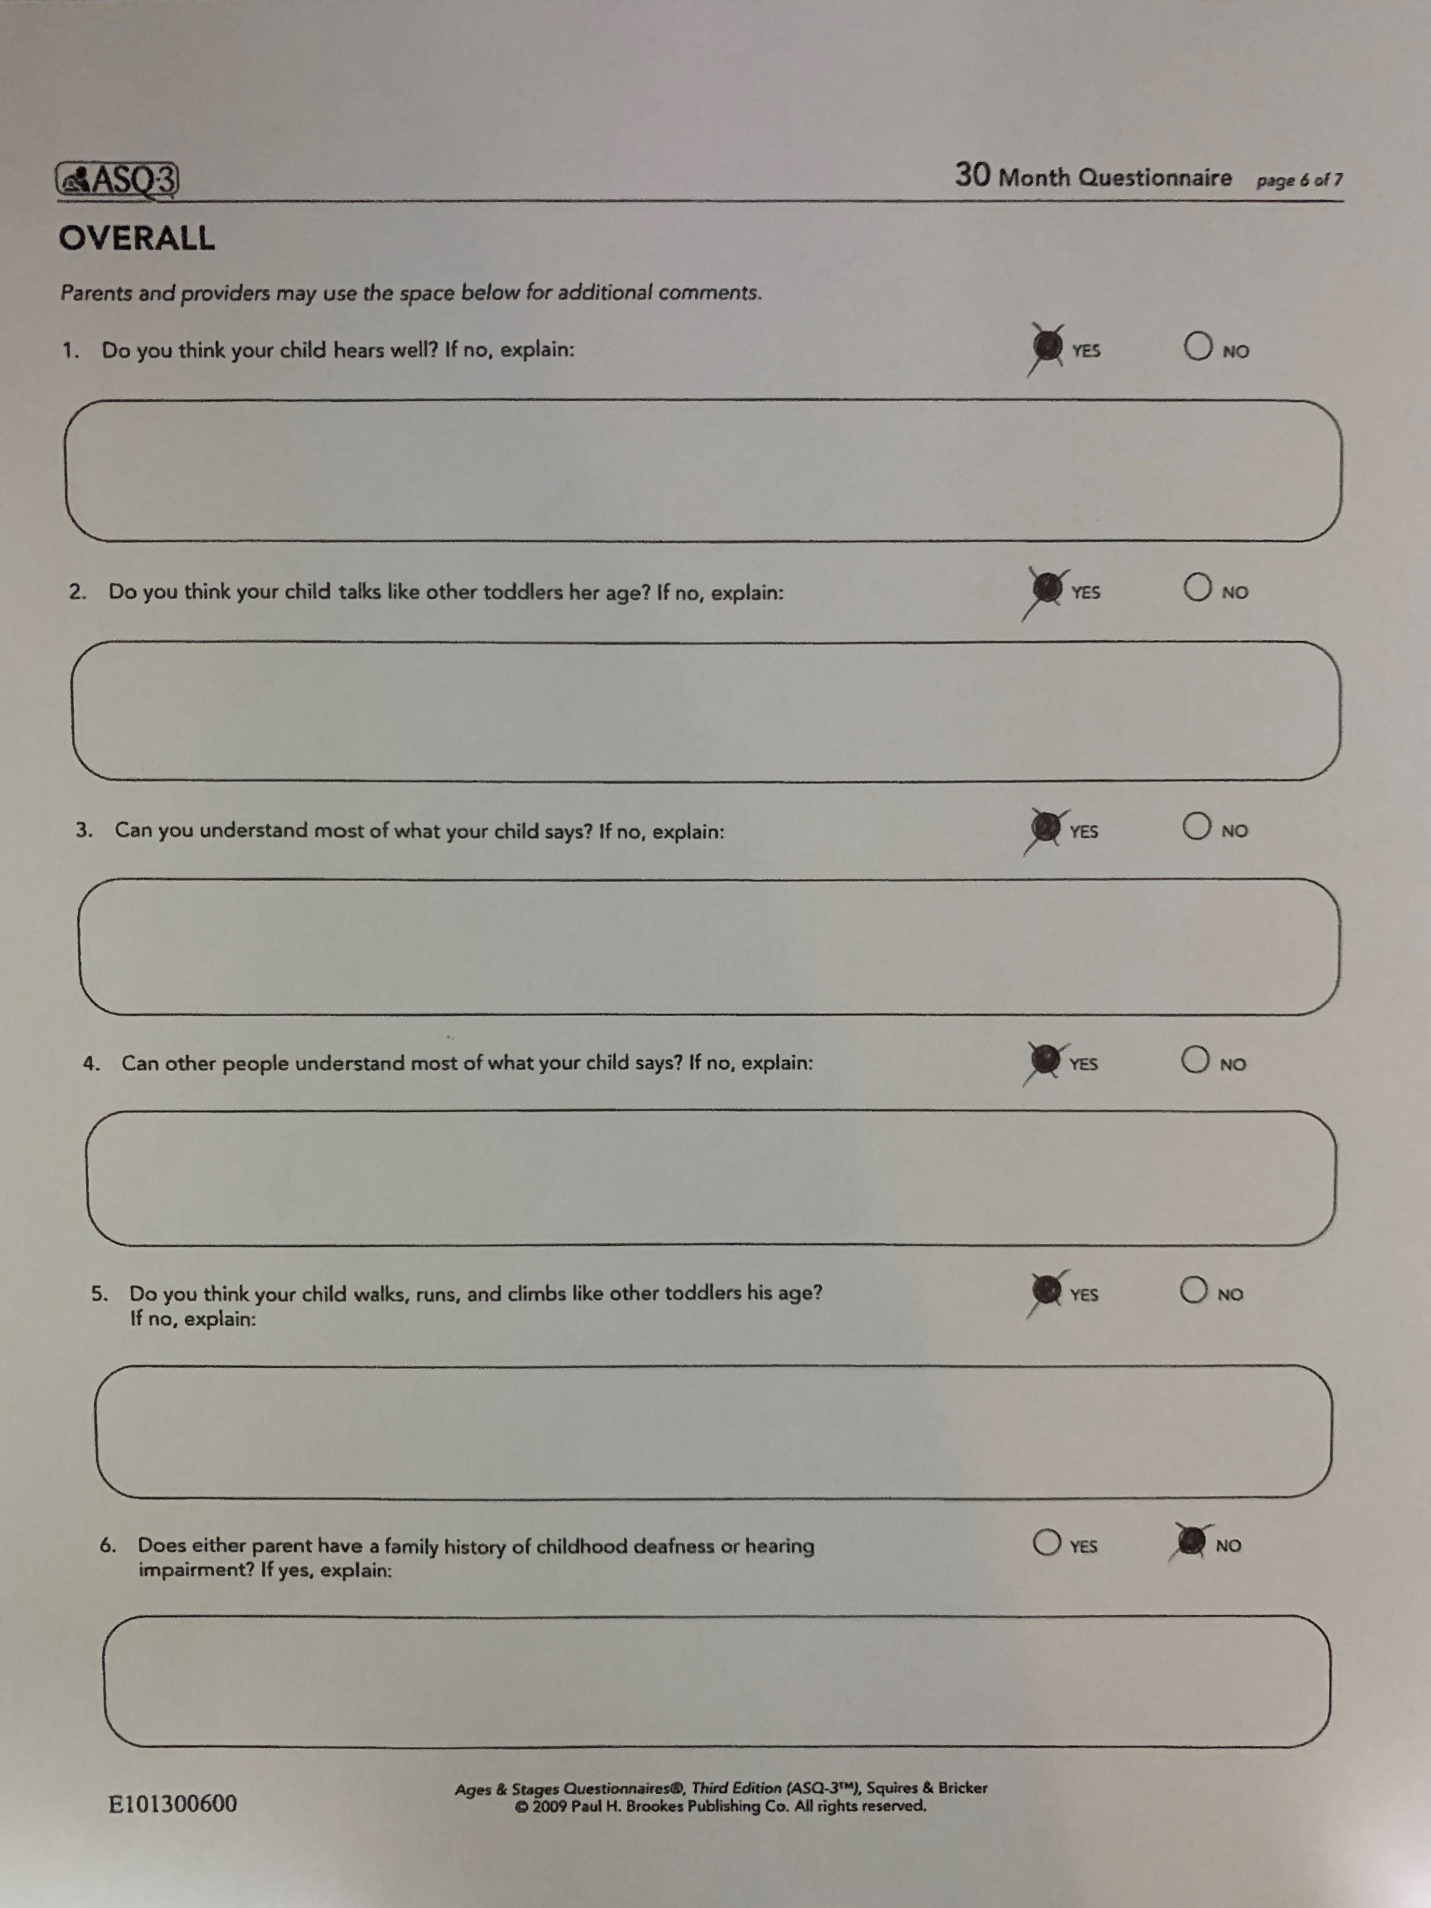 ASQ-3
30 Month Questionnaire page 6 of 7
OVERALL
Parents and providers may use the space below for additional comments.
1. Do you think your child hears well? If no, explain:
YES
NO
2. Do you think your child talks like other toddlers her age? If no, explain:
YES
NO
3. Can you understand most of what your child says? If no, explain:
YES
NO
4. Can other people understand most of what your child says? If no, explain:
YES
NO
5. Do you think your child walks, runs, and climbs like other toddlers his age?
If no, explain:
YES
NO
6. Does either parent have a family history of childhood deafness or hearing
impairment? If yes, explain:
YES
NO
E101300600
Ages & Stages Questionnaires®, Third Edition (ASQ-3™), Squires & Bricker
© 2009 Paul H. Brookes Publishing Co. All rights reserved.